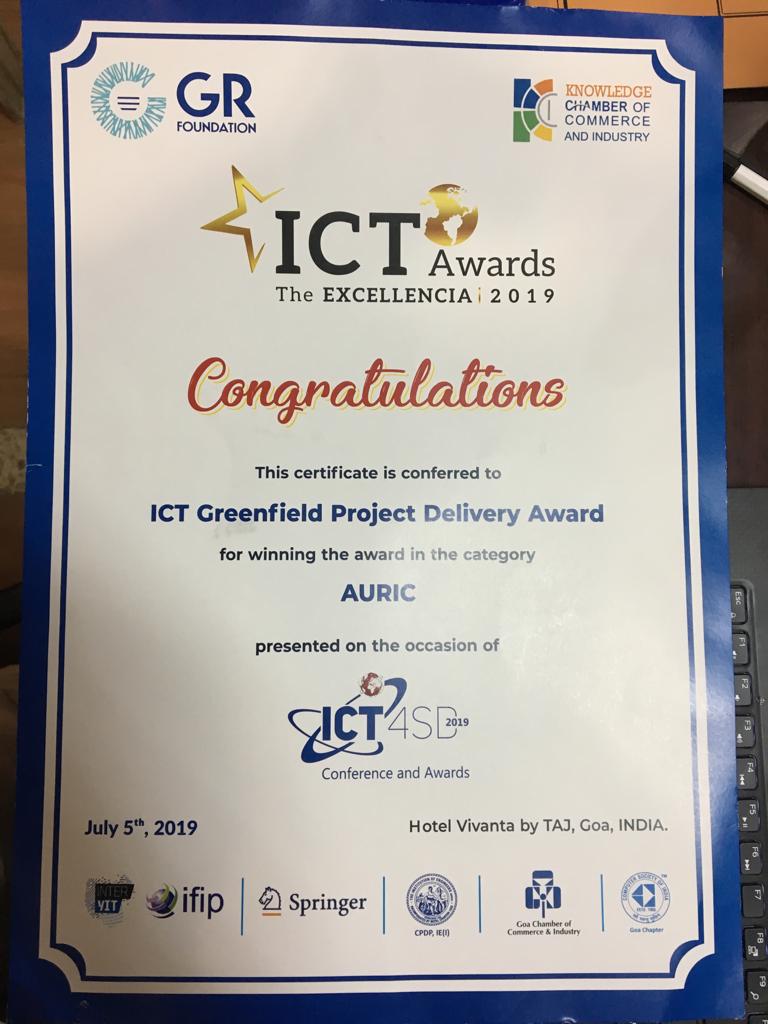 GR
FOUNDATION
KNOWLEDGE
CHAMBER OF
COMMERCE
AND INDUSTRY
ICT Awards
The EXCELLENCIA 2019
Congratulations
This certificate is conferred to
ICT Greenfield Project Delivery Award
for winning the award in the category
AURIC
presented on the occasion of
ICT4SD 2019
Conference and Awards
July 5th, 2019
Hotel Vivanta by TAJ, Goa, INDIA.
INTER
YIT
ifip
Springer
CPDP, IE(I)
Goa Chamber of
Commerce & Industry
COMPUTER SOCIETY OF INDIA
Goa Chapter
Esc
F1
F2
F3
F4
F5
F6
F7
F8
F9